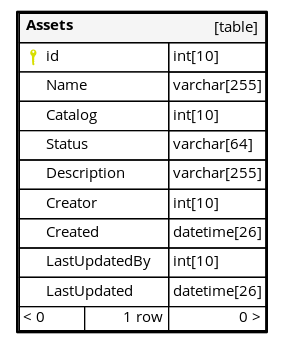 Assets [table]
id int[10]
Name varchar[255]
Catalog int[10]
Status varchar[64]
Description varchar[255]
Creator int[10]
Created datetime[26]
LastUpdatedBy int[10]
LastUpdated datetime[26]
< 0 1 row 0 >